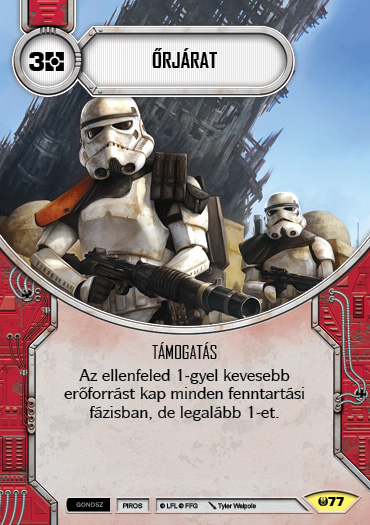 3
ŐRJÁRAT
TÁMOGATÁS
Az ellenfeled 1-gyel kevesebb
erőforrást kap minden fenntartási
fázisban, de legalább 1-et.
GONOSZ PIROS © LFL © FFG Tyler Walpole 77